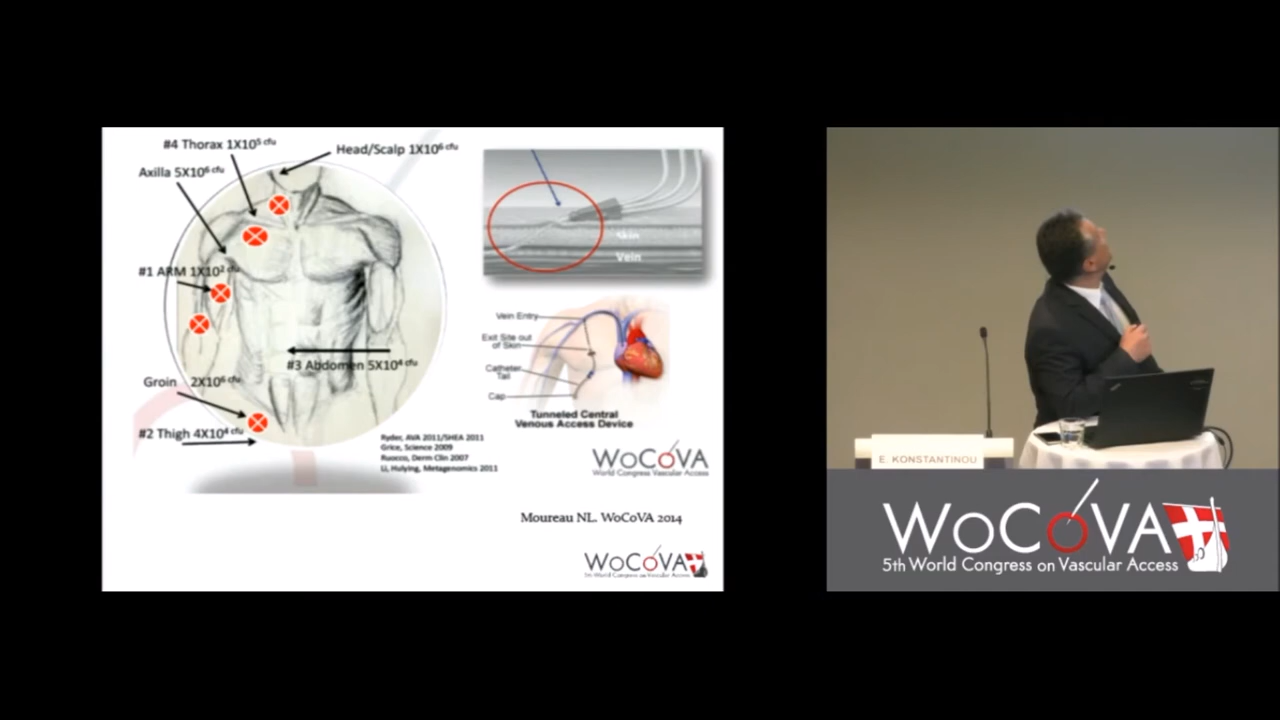 #4 Thorax 1X10⁵ cfu
Head/Scalp 1X10⁶ cfu
Axilla 5X10⁶ cfu
#1 ARM 1X10² cfu
#3 Abdomen 5X10⁴ cfu
Groin 2X10⁶ cfu
#2 Thigh 4X10⁴ cfu
Ryder, AVA 2011/SHEA 2011
Grice, Science 2009
Ruocco, Derm Clin 2007
Li, Huiying, Metagenomics 2011
Skin
Vein
Vein Entry
Exit Site out
of Skin
Catheter
Tail
Cap
Tunneled Central
Venous Access Device
WoCoVA
World Congress Vascular Access
Moureau NL. WoCoVA 2014
WoCoVA
5th World Congress on Vascular Access
E. KONSTANTINOU
WoCoVA
5th World Congress on Vascular Access